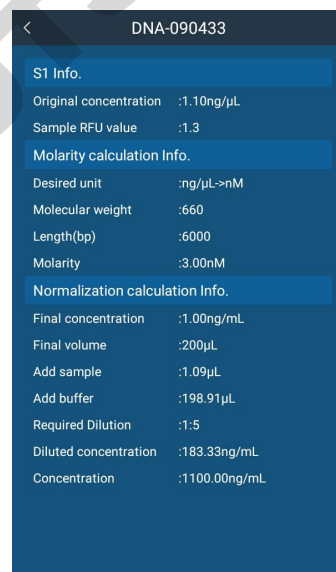 DNA-090433
S1 Info.
Original concentration :1.10ng/µL
Sample RFU value :1.3
Molarity calculation Info.
Desired unit :ng/µL->nM
Molecular weight :660
Length(bp) :6000
Molarity :3.00nM
Normalization calculation Info.
Final concentration :1.00ng/mL
Final volume :200µL
Add sample :1.09µL
Add buffer :198.91µL
Required Dilution :1:5
Diluted concentration :183.33ng/mL
Concentration :1100.00ng/mL